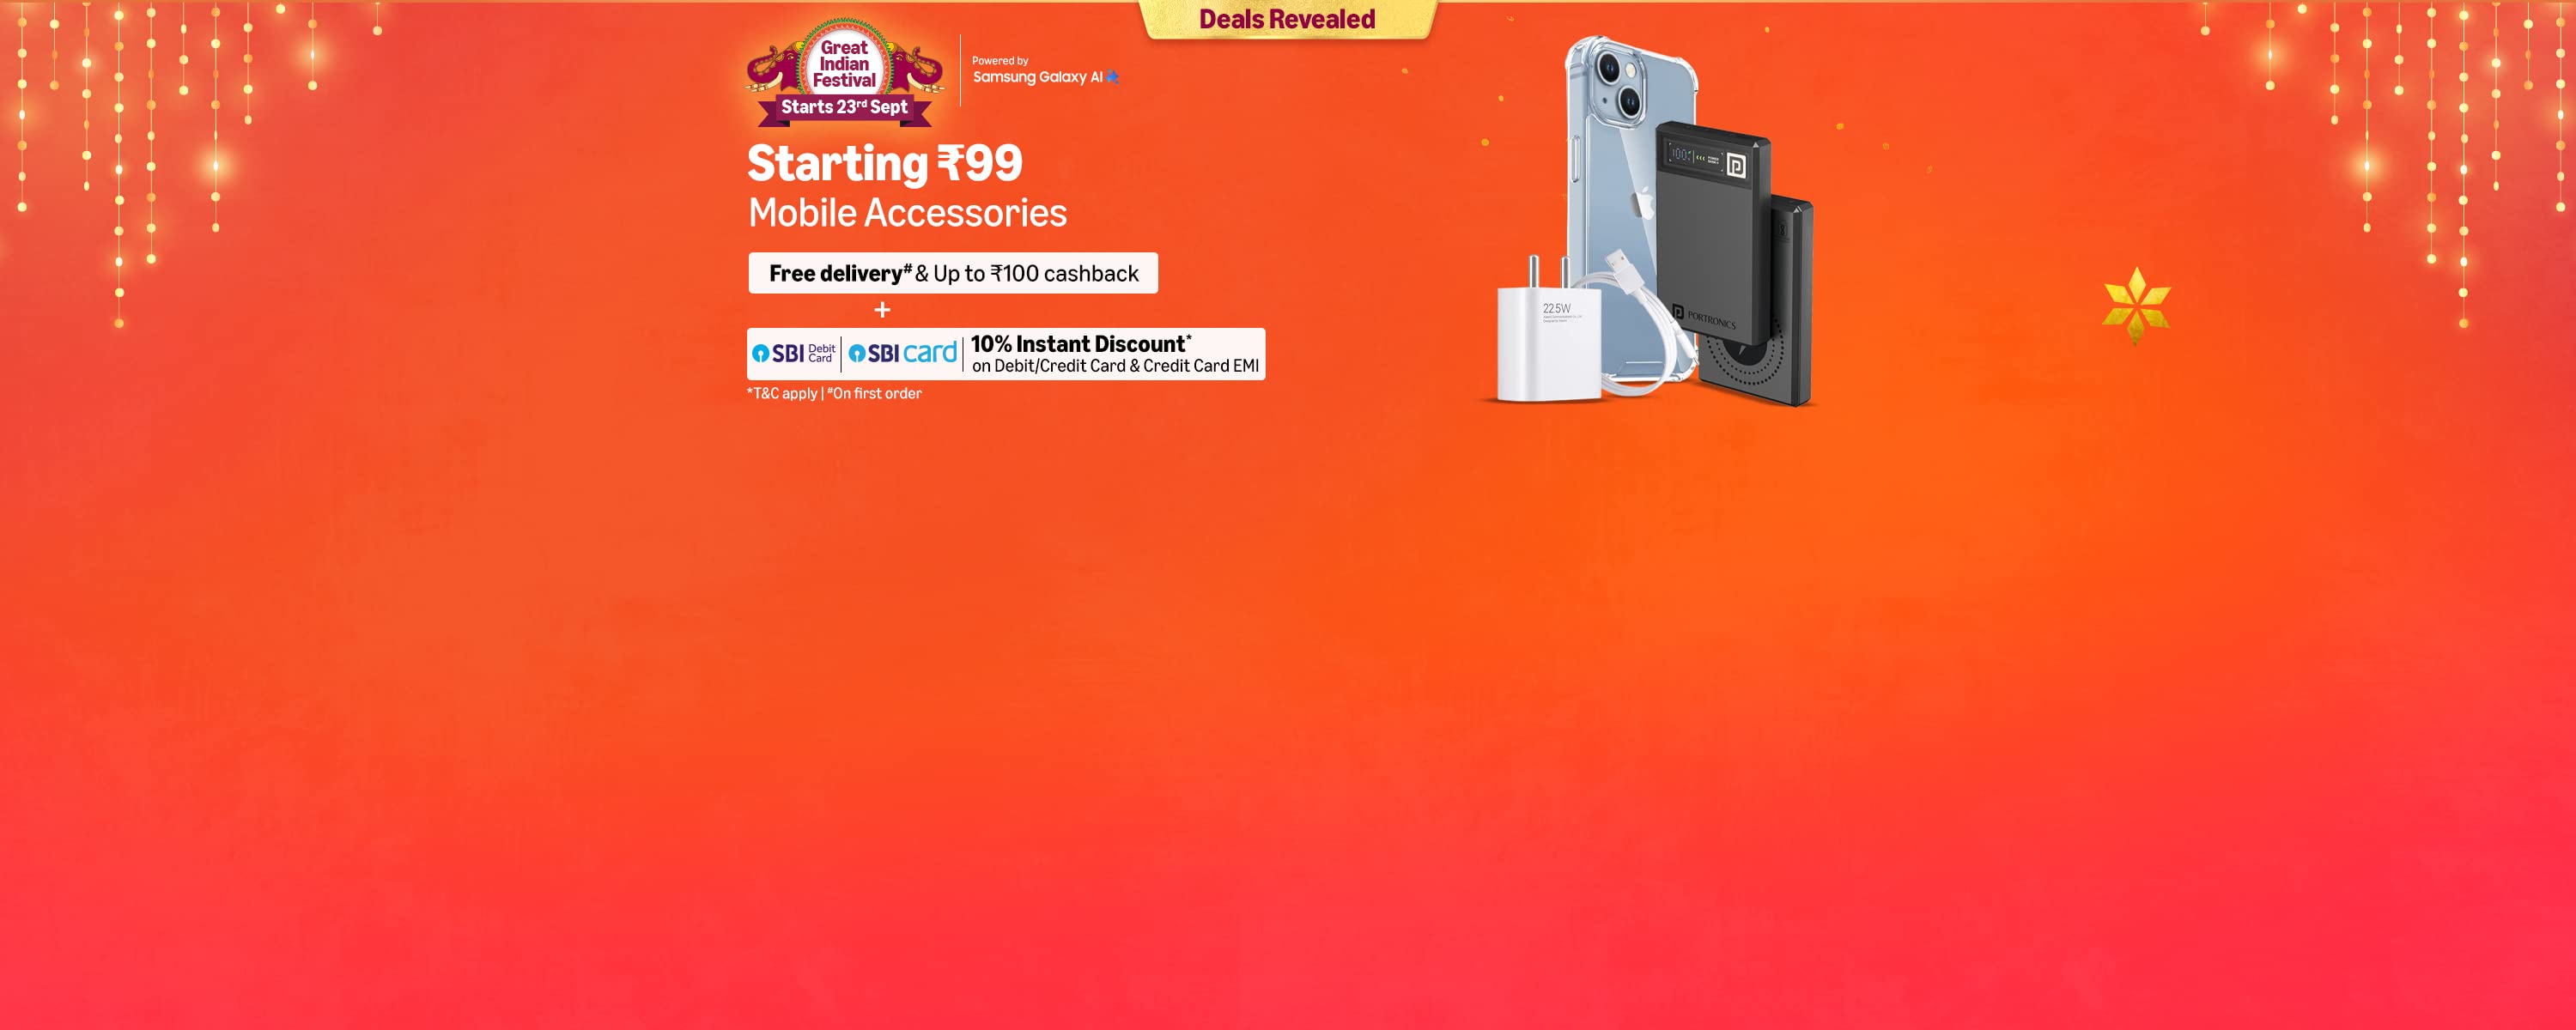 Deals Revealed
Great
Indian
Festival
Starts 23rd Sept
Powered by
Samsung Galaxy AI
Starting ₹99
Mobile Accessories
Free delivery# & Up to ₹100 cashback
+
SBI Debit Card | SBI card | 10% Instant Discount*
on Debit/Credit Card & Credit Card EMI
*T&C apply | #On first order
100%
22.5W
PORTRONICS